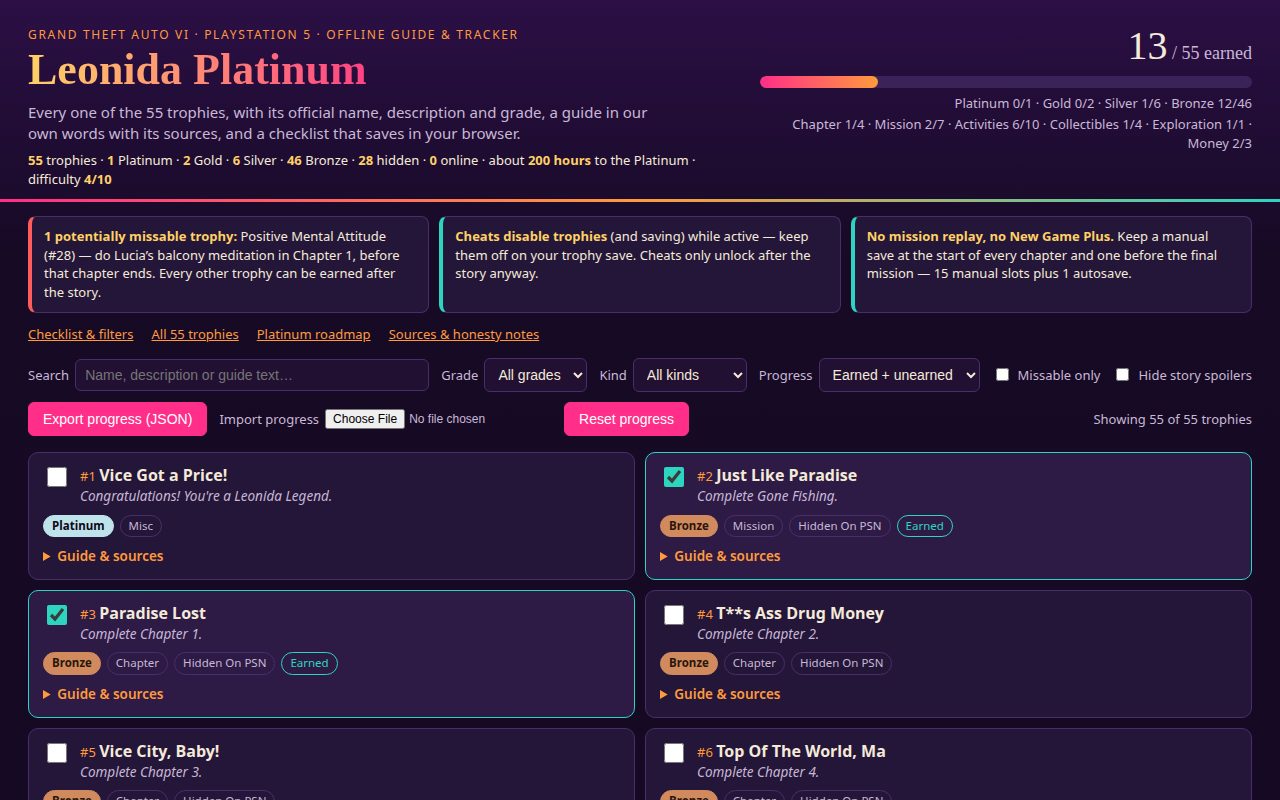 GRAND THEFT AUTO VI · PLAYSTATION 5 · OFFLINE GUIDE & TRACKER
Leonida Platinum
Every one of the 55 trophies, with its official name, description and grade, a guide in our
own words with its sources, and a checklist that saves in your browser.
55 trophies · 1 Platinum · 2 Gold · 6 Silver · 46 Bronze · 28 hidden · 0 online · about 200 hours to the Platinum ·
difficulty 4/10
13 / 55 earned
Platinum 0/1 · Gold 0/2 · Silver 1/6 · Bronze 12/46
Chapter 1/4 · Mission 2/7 · Activities 6/10 · Collectibles 1/4 · Exploration 1/1 ·
Money 2/3
1 potentially missable trophy: Positive Mental Attitude
(#28) — do Lucia's balcony meditation in Chapter 1, before
that chapter ends. Every other trophy can be earned after
the story.
Cheats disable trophies (and saving) while active — keep
them off on your trophy save. Cheats only unlock after the
story anyway.
No mission replay, no New Game Plus. Keep a manual
save at the start of every chapter and one before the final
mission — 15 manual slots plus 1 autosave.
Checklist & filters All 55 trophies Platinum roadmap Sources & honesty notes
Search Name, description or guide text… Grade All grades Kind All kinds Progress Earned + unearned Missable only Hide story spoilers
Export progress (JSON) Import progress Choose File No file chosen Reset progress Showing 55 of 55 trophies
#1 Vice Got a Price!
Congratulations! You're a Leonida Legend.
Platinum Misc
▶ Guide & sources
#2 Just Like Paradise
Complete Gone Fishing.
Bronze Mission Hidden On PSN Earned
▶ Guide & sources
#3 Paradise Lost
Complete Chapter 1.
Bronze Chapter Hidden On PSN Earned
▶ Guide & sources
#4 T**s Ass Drug Money
Complete Chapter 2.
Bronze Chapter Hidden On PSN
▶ Guide & sources
#5 Vice City, Baby!
Complete Chapter 3.
Bronze Chapter Hidden On PSN
#6 Top Of The World, Ma
Complete Chapter 4.
Bronze Chapter Hidden On PSN